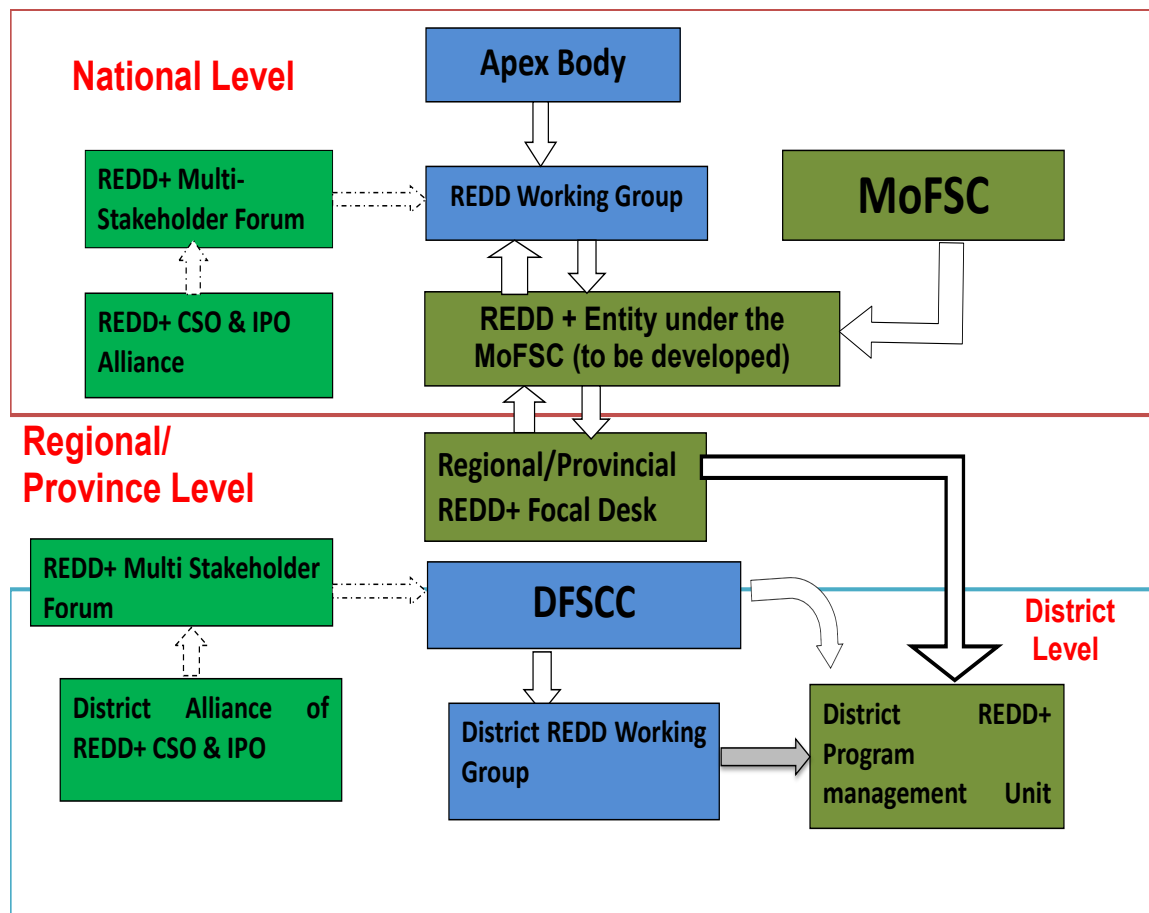 National Level
Apex Body
REDD+ Multi-
Stakeholder Forum
REDD Working Group
MoFSC
REDD+ CSO & IPO
Alliance
REDD + Entity under the
MoFSC (to be developed)
Regional/
Province Level
Regional/Provincial
REDD+ Focal Desk
REDD+ Multi Stakeholder
Forum
DFSCC
District
Level
District Alliance of
REDD+ CSO & IPO
District REDD Working
Group
District REDD+
Program
management Unit